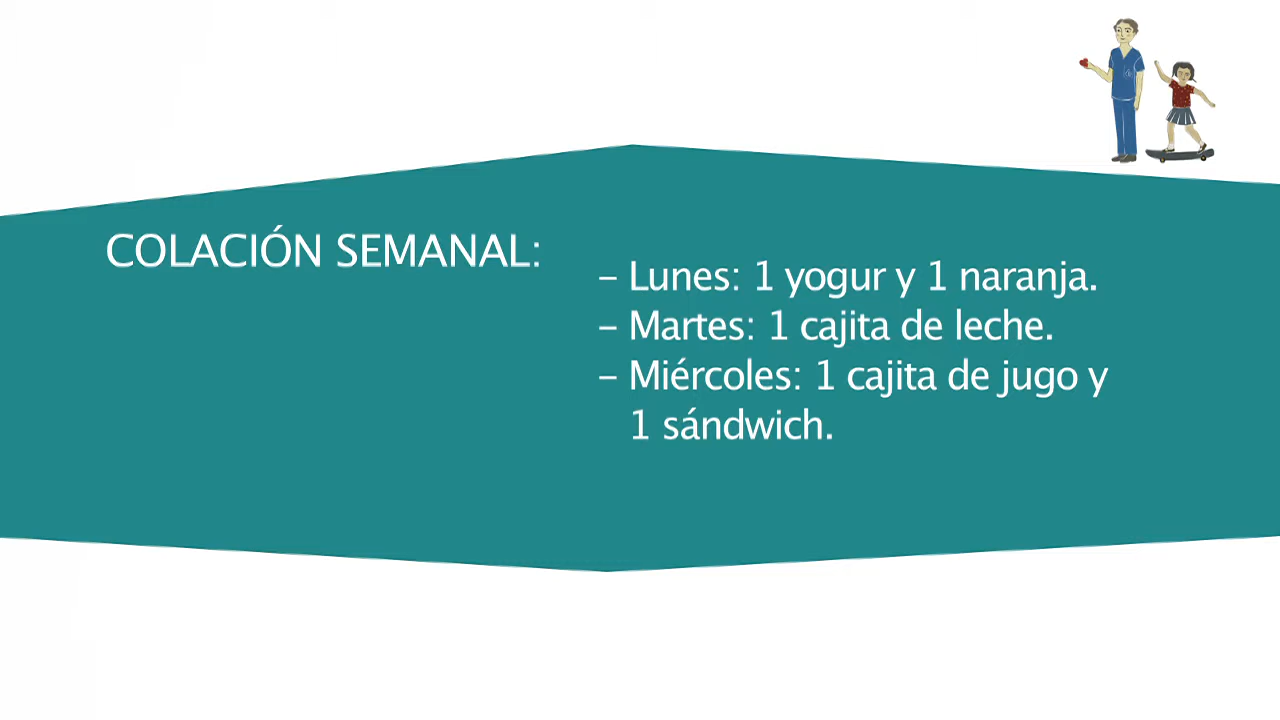 COLACIÓN SEMANAL:
– Lunes: 1 yogur y 1 naranja.
– Martes: 1 cajita de leche.
– Miércoles: 1 cajita de jugo y
1 sándwich.